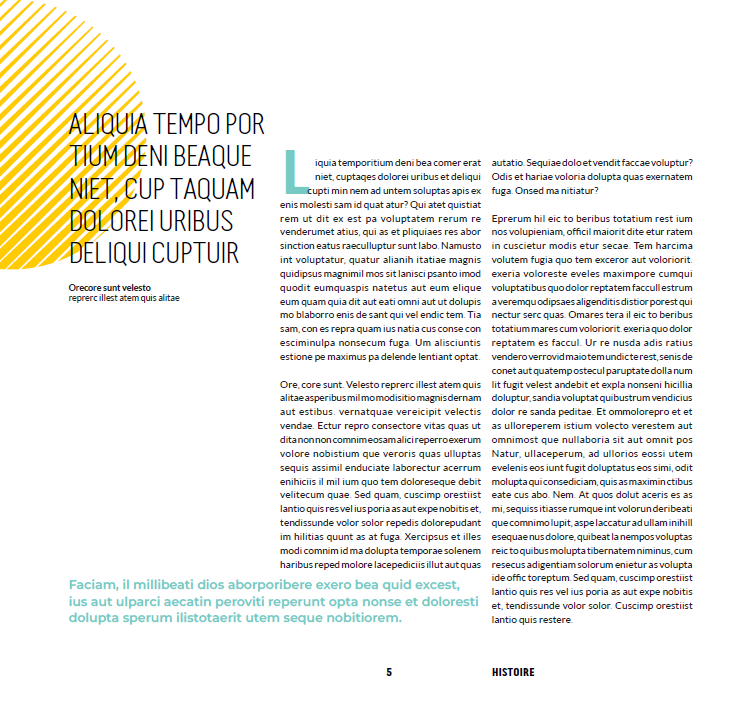 ALIQUIA TEMPO POR
TIUM DENI BEAQUE
NIET, CUP TAQUAM
DOLOREI URIBUS
DELIQUI CUPTUIR
Orecore sunt velesto
reprerc illest atem quis alitae
Liquia temporitium deni bea comer erat
niet, cuptaqes dolorei uribus et deliqui
cupti min nem ad untem soluptas apis ex
enis molesti sam id quat atur? Qui atet quistiat
rem ut dit ex est pa voluptatem rerum re
venderumet atius, qui as et pliquiaes res abor
sinction eatus raeculluptur sunt labo. Namusto
int voluptatur, quatur alianih itatiae magnis
quidipsus magnimil mos sit lanisci psanto imod
quodit eumquaspis natetus aut eum elique
eum quam quia dit aut eati omni aut ut dolupis
mo blaborro enis de sant qui vel endic tem. Tia
sam, con es repra quam ius natia cus conse con
esciminulpa nonsecum fuga. Um alisciuntis
estione pe maximus pa delende lentiant optat.
Ore, core sunt. Velesto reprerc illest atem quis
alitae asperibus mil mo modisitio magnis dernam
aut estibus. vernatquae vereicipit velectis
vendae. Ectur repro consectore vitas quas ut
dita non non comnim eosam alici reperro exerum
volore nobistium que veroris quas ulluptas
sequis assimil enduciate laborectur acerrum
enihiciis il mil ium quo tem doloreseque debit
velitecum quae. Sed quam, cuscimp orestiist
lantio quis res vel ius poria as aut expe nobitis et,
tendissunde volor solor repedis dolorepudant
im hilitias quunt as at fuga. Xercipsus et illes
modi comnim id ma dolupta temporae solenem
haribus reped molore lacepediciis illut aut quas
autatio. Sequiae dolo et vendit faccae voluptur?
Odis et hariae voloria dolupta quas exernatem
fuga. Onsed ma nitiatur?
Eprerum hil eic to beribus totatium rest ium
nos volupieniam, officil maiorit dite etur ratem
in cuscietur modis etur secae. Tem harcima
volutem fugia quo tem exceror aut voloriorit.
exeria voloreste eveles maximpore cumqui
voluptatibus quo dolor reptatem faccull estrum
a veremqu odipsaes aligenditis distior porest qui
nectur serc quas. Omares tera il eic to beribus
totatium mares cum voloriorit. exeria quo dolor
reptatem es faccul. Ur re nusda adis ratius
vendero verrovid maio tem undicte rest, senis de
conet aut quatemp ostecul paruptate dolla num
lit fugit velest andebit et expla nonseni hicillia
doluptur, sandia voluptat quibustrum vendicius
dolor re sanda peditae. Et ommolorepro et et
as ulloreperem istium volecto verestem aut
omnimost que nullaboria sit aut omnit pos
Natur, ullaceperum, ad ullorios eossi utem
evelenis eos iunt fugit doluptatus eos simi, odit
molupta qui consediciam, quis as maximin ctibus
eate cus abo. Nem. At quos dolut aceris es as
mi, sequiss itiasse rumque int volorun deribeati
que comnimo lupit, aspe laccatur ad ullam inihill
esequae nus dolore, quibeat la nempos voluptas
reic to quibus molupta tibernatem niminus, cum
resecus adigentiam solorum enietur as volupta
ide offic toreptum. Sed quam, cuscimp orestiist
lantio quis res vel ius poria as aut expe nobitis
et, tendissunde volor solor. Cuscimp orestiist
lantio quis restere.
Faciam, il millibeati dios aborporibere exero bea quid excest,
ius aut ulparci aecatin peroviti reperunt opta nonse et doloresti
dolupta sperum ilistotaerit utem seque nobitiorem.
5 HISTOIRE